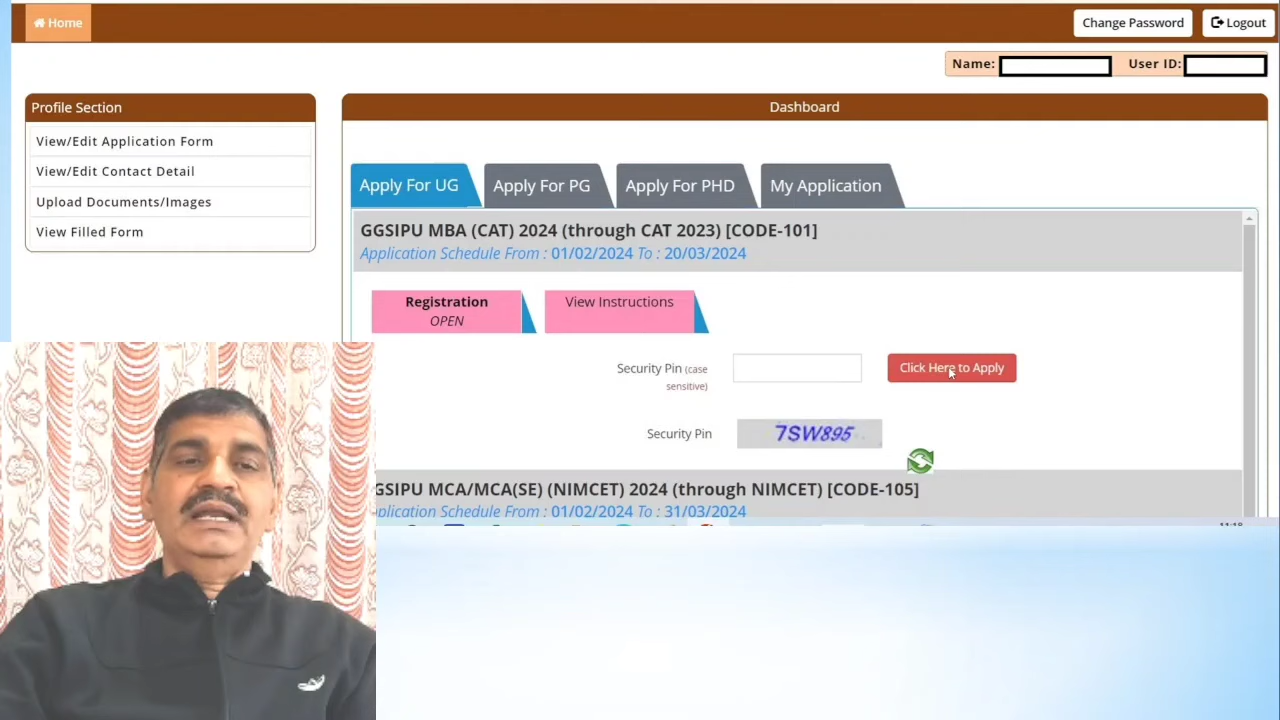 Home
Change Password
Logout
Name:
User ID:
Profile Section
View/Edit Application Form
View/Edit Contact Detail
Upload Documents/Images
View Filled Form
Dashboard
Apply For UG
Apply For PG
Apply For PHD
My Application
GGSIPU MBA (CAT) 2024 (through CAT 2023) [CODE-101]
Application Schedule From : 01/02/2024 To : 20/03/2024
Registration
OPEN
View Instructions
Security Pin (case
sensitive)
Click Here to Apply
Security Pin
7SW895
GSIPU MCA/MCA(SE) (NIMCET) 2024 (through NIMCET) [CODE-105]
plication Schedule From : 01/02/2024 To : 31/03/2024